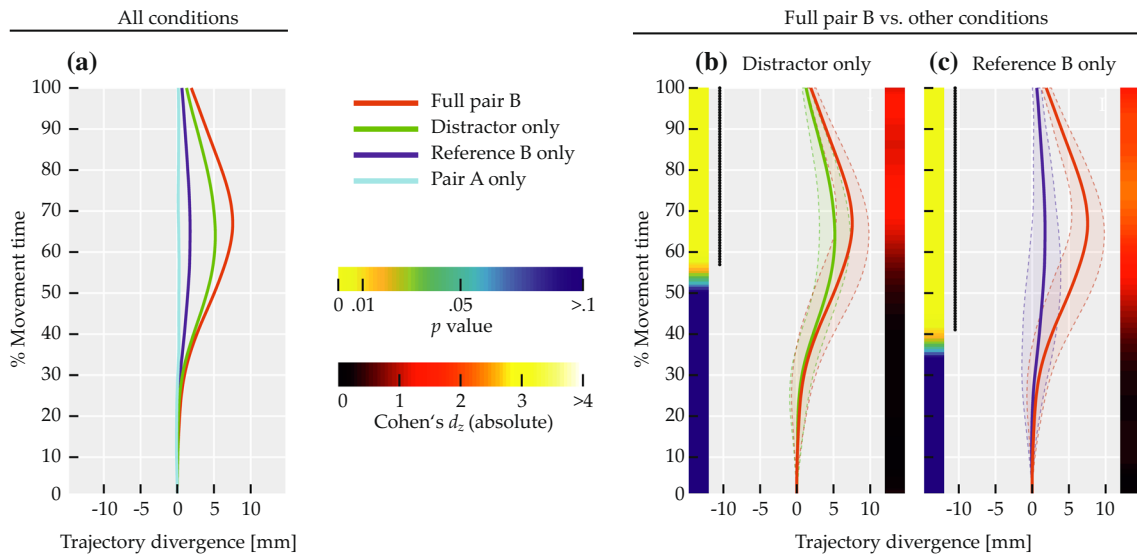 All conditions
Full pair B vs. other conditions
(a)
(b) Distractor only
(c) Reference B only
% Movement time
100
90
80
70
60
50
40
30
20
10
0
-10 -5 0 5 10
Trajectory divergence [mm]
Full pair B
Distractor only
Reference B only
Pair A only
0 .01 .05 >.1
p value
0 1 2 3 >4
Cohen's dz (absolute)
% Movement time
100
90
80
70
60
50
40
30
20
10
0
-10 -5 0 5 10
-10 -5 0 5 10
Trajectory divergence [mm]